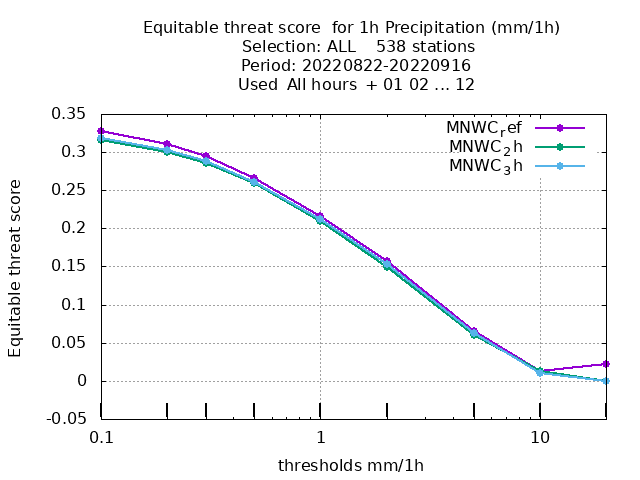 Equitable threat score  for 1h Precipitation (mm/1h)
Selection: ALL    538 stations
Period: 20220822-20220916
Used  All hours  + 01 02 ... 12
MNWC_ref
MNWC_2h
MNWC_3h
Equitable threat score
0.35
0.3
0.25
0.2
0.15
0.1
0.05
0
-0.05
0.1 1 10
thresholds mm/1h